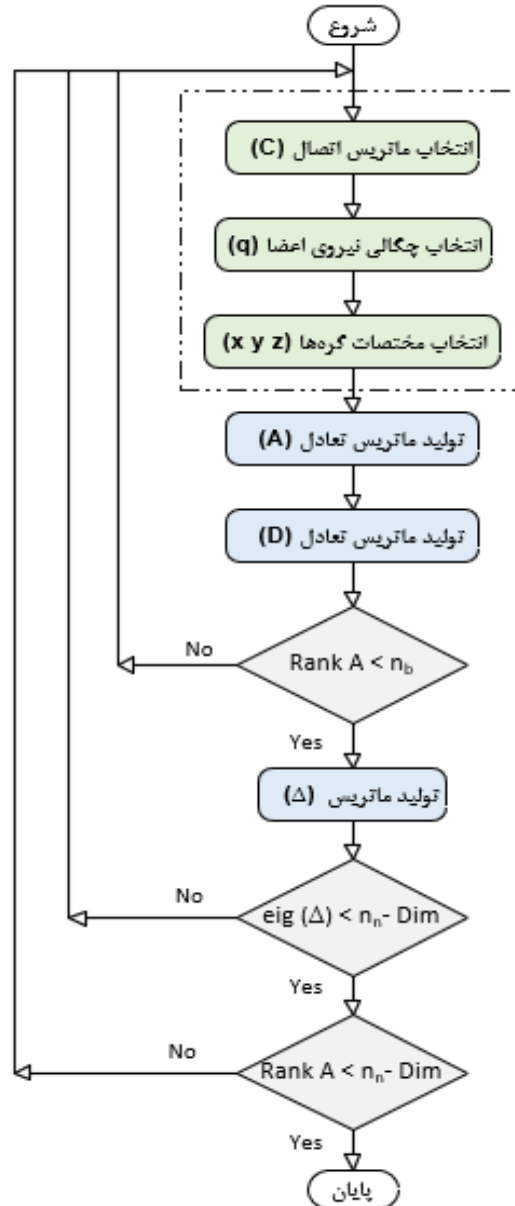 شروع
انتخاب ماتریس اتصال (C)
انتخاب چگالی نیروی اعضا (q)
انتخاب مختصات گره‌ها (x y z)
تولید ماتریس تعادل (A)
تولید ماتریس تعادل (D)
Rank A < n_b
No
Yes
تولید ماتریس (Δ)
eig (Δ) < n_n- Dim
No
Yes
Rank A < n_n- Dim
No
Yes
پایان